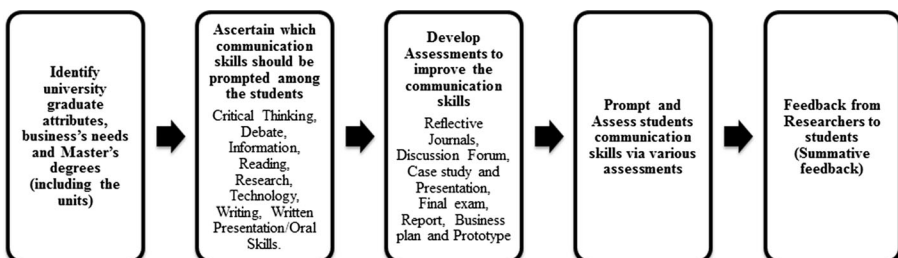 Identify
university
graduate
attributes,
business's needs
and Master's
degrees
(including the
units)
Ascertain which
communication
skills should be
prompted among
the students
Critical Thinking,
Debate,
Information,
Reading,
Research,
Technology,
Writing, Written
Presentation/Oral
Skills.
Develop
Assessments to
improve the
communication
skills
Reflective
Journals,
Discussion Forum,
Case study and
Presentation,
Final exam,
Report, Business
plan and Prototype
Prompt and
Assess students
communication
skills via various
assessments
Feedback from
Researchers to
students
(Summative
feedback)